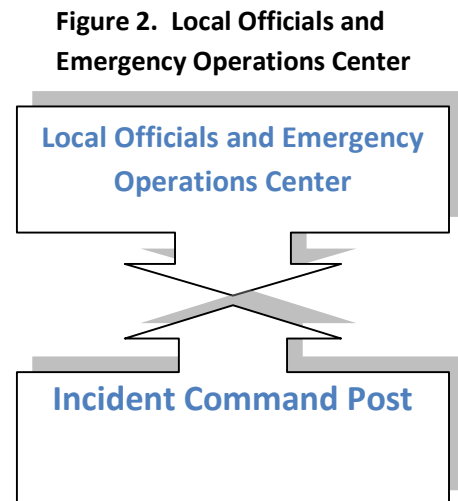 Figure 2.  Local Officials and
Emergency Operations Center
Local Officials and Emergency
Operations Center
Incident Command Post